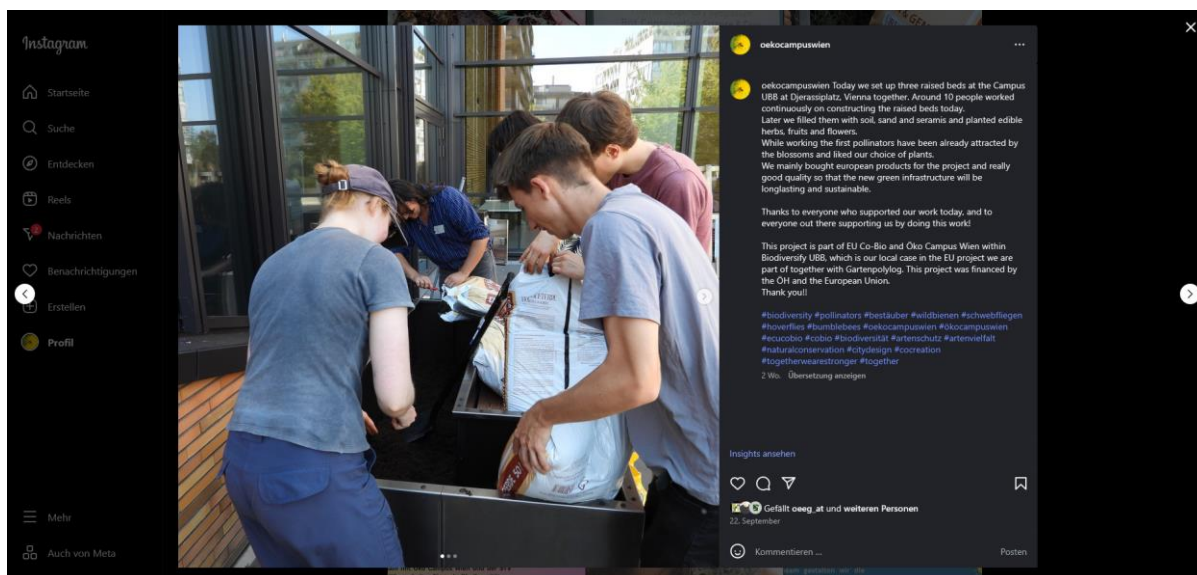 Instagram
Startseite
Suche
Entdecken
Reels
2
Nachrichten
Benachrichtigungen
Erstellen
Profil
Mehr
Auch von Meta
oekocampuswien
oekocampuswien Today we set up three raised beds at the Campus
UBB at Djerassiplatz, Vienna together. Around 10 people worked
continuously on constructing the raised beds today.
Later we filled them with soil, sand and seramis and planted edible
herbs, fruits and flowers.
While working the first pollinators have been already attracted by
the blossoms and liked our choice of plants.
We mainly bought european products for the project and really
good quality so that the new green infrastructure will be
longlasting and sustainable.
Thanks to everyone who supported our work today, and to
everyone out there supporting us by doing this work!
This project is part of EU Co-Bio and Öko Campus Wien within
Biodiversify UBB, which is our local case in the EU project we are
part of together with Gartenpolylog. This project was financed by
the ÖH and the European Union.
Thank you!!
#biodiversity #pollinators #bestäuber #wildbienen #schwebfliegen
#hoverflies #bumblebees #oekocampuswien #ökocampuswien
#ecucobio #cobio #biodiversität #artenschutz #artenvielfalt
#naturalconservation #citydesign #cocreation
#togetherwearestronger #together
2 Wo. Übersetzung anzeigen
Insights ansehen
Gefällt oeeg_at und weiteren Personen
22. September
Kommentieren ...
Posten